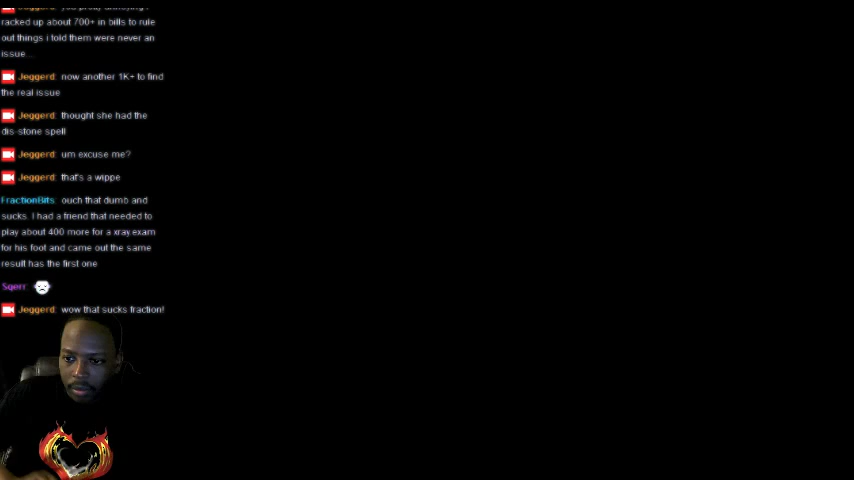 racked up about 700+ in bills to rule
out things i told them were never an
issue...
Jeggerd: now another 1K+ to find
the real issue
Jeggerd: thought she had the
dis-stone spell
Jeggerd: um excuse me?
Jeggerd: that's a wippe
FractionBits: ouch that dumb and
sucks. I had a friend that needed to
play about 400 more for a xray.exam
for his foot and came out the same
result has the first one
Sqerr:
Jeggerd: wow that sucks fraction!